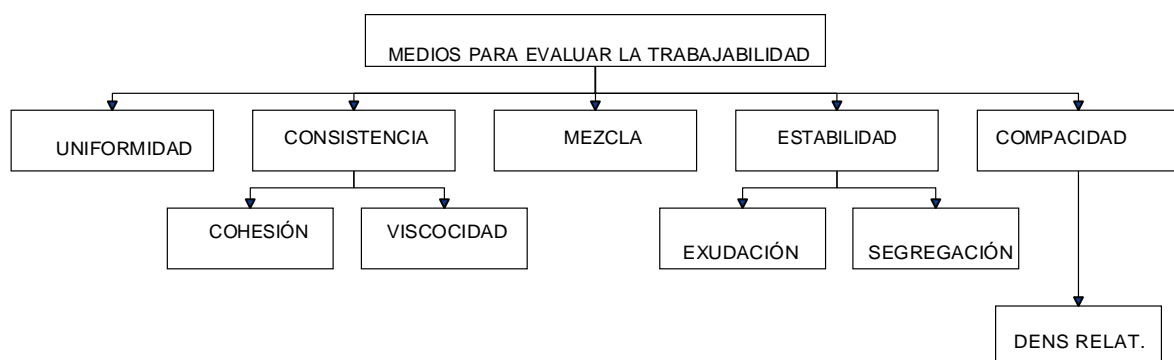 MEDIOS PARA EVALUAR LA TRABAJABILIDAD
UNIFORMIDAD
CONSISTENCIA
MEZCLA
ESTABILIDAD
COMPACIDAD
COHESIÓN
VISCOCIDAD
EXUDACIÓN
SEGREGACIÓN
DENS RELAT.